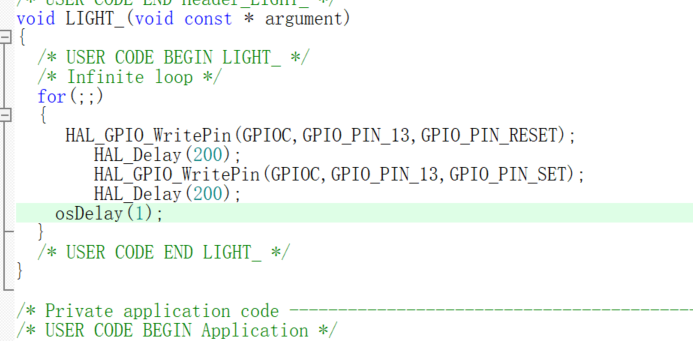 /* USER CODE END Header_LIGHT_ */
void LIGHT_(void const * argument)
{
/* USER CODE BEGIN LIGHT_ */
/* Infinite loop */
for(;;)
{
HAL_GPIO_WritePin(GPIOC,GPIO_PIN_13,GPIO_PIN_RESET);
HAL_Delay(200);
HAL_GPIO_WritePin(GPIOC,GPIO_PIN_13,GPIO_PIN_SET);
HAL_Delay(200);
osDelay(1);
}
/* USER CODE END LIGHT_ */
}
/* Private application code -----------------------------------------
/* USER CODE BEGIN Application */